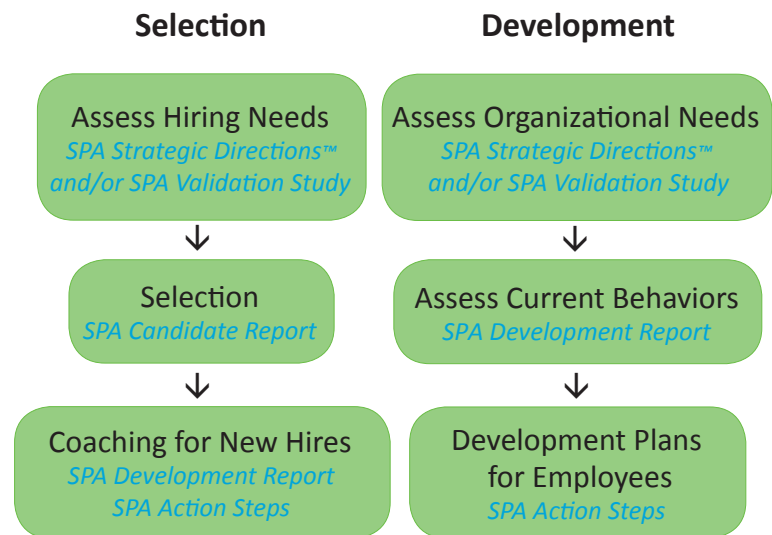 Selection
Assess Hiring Needs
SPA Strategic Directions™
and/or SPA Validation Study
↓
Selection
SPA Candidate Report
↓
Coaching for New Hires
SPA Development Report
SPA Action Steps
Development
Assess Organizational Needs
SPA Strategic Directions™
and/or SPA Validation Study
↓
Assess Current Behaviors
SPA Development Report
↓
Development Plans
for Employees
SPA Action Steps